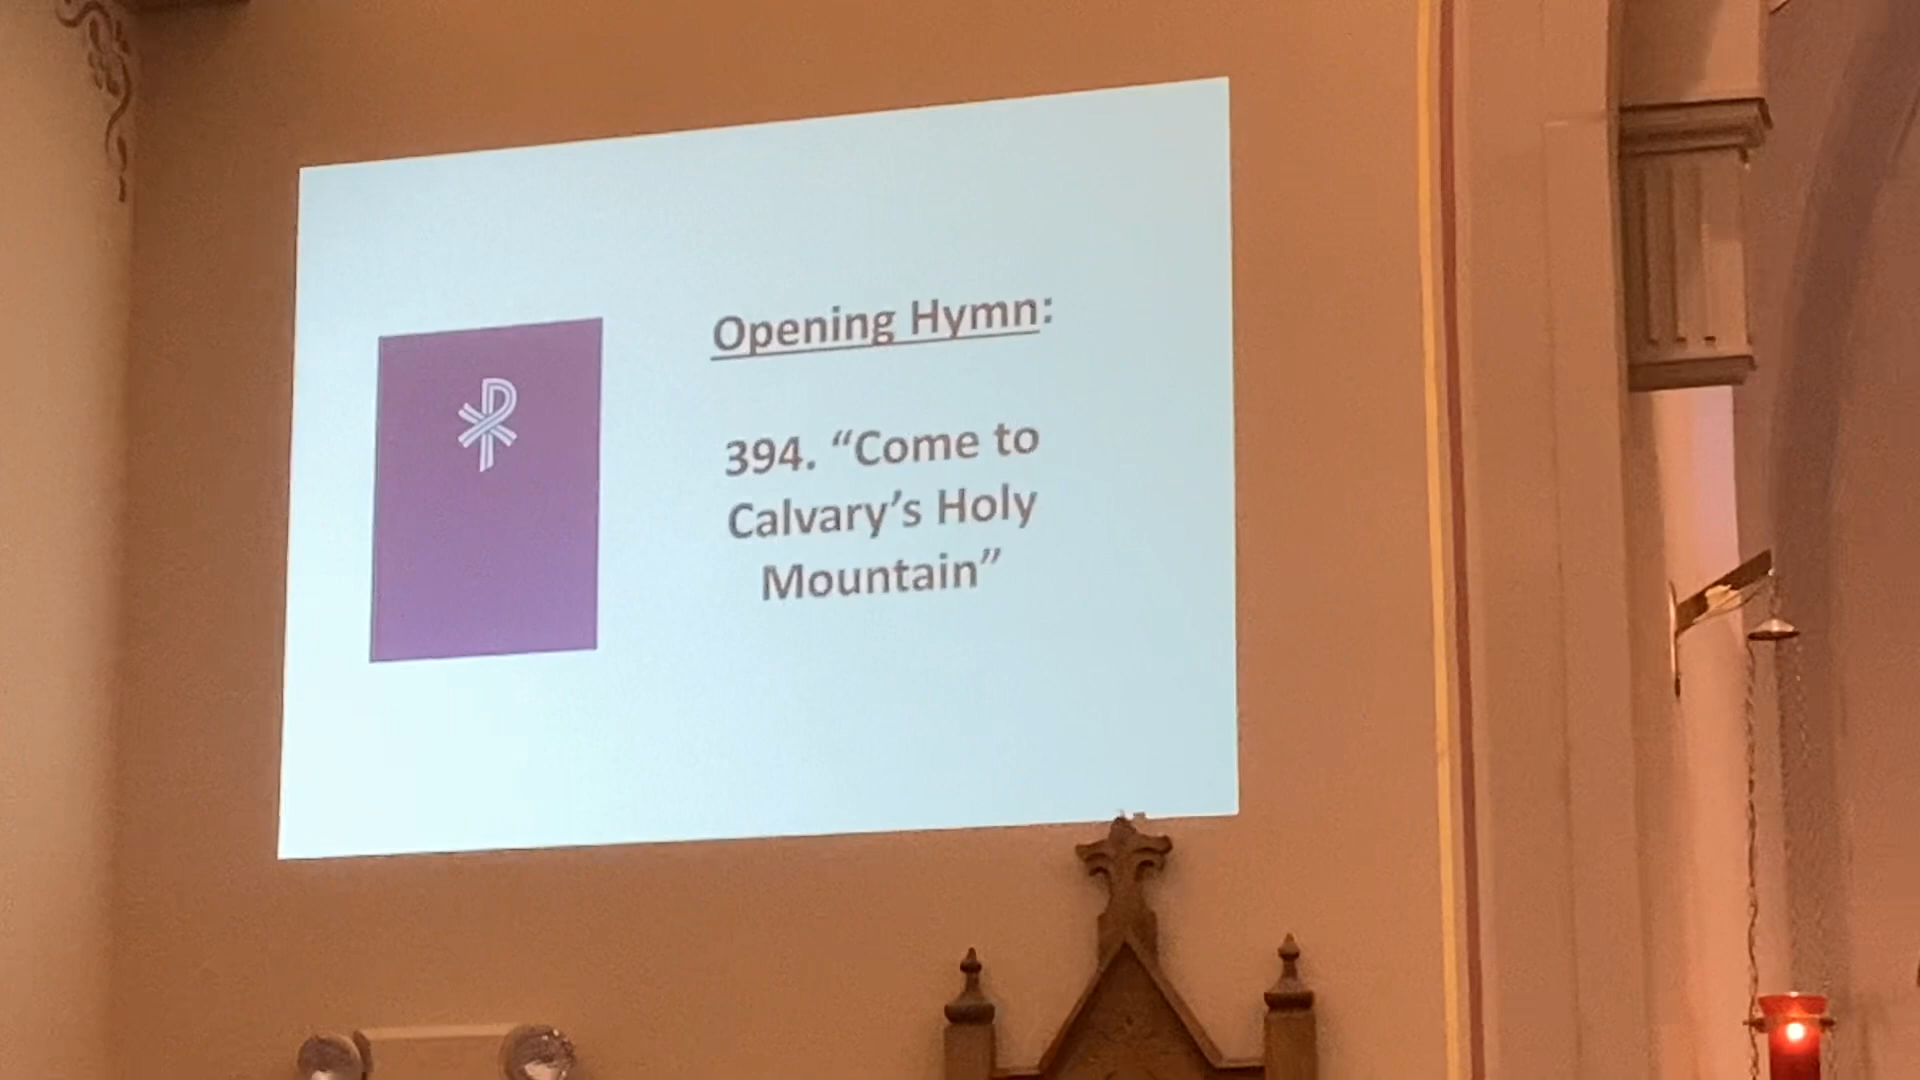 Opening Hymn:
394. “Come to
Calvary’s Holy
Mountain”